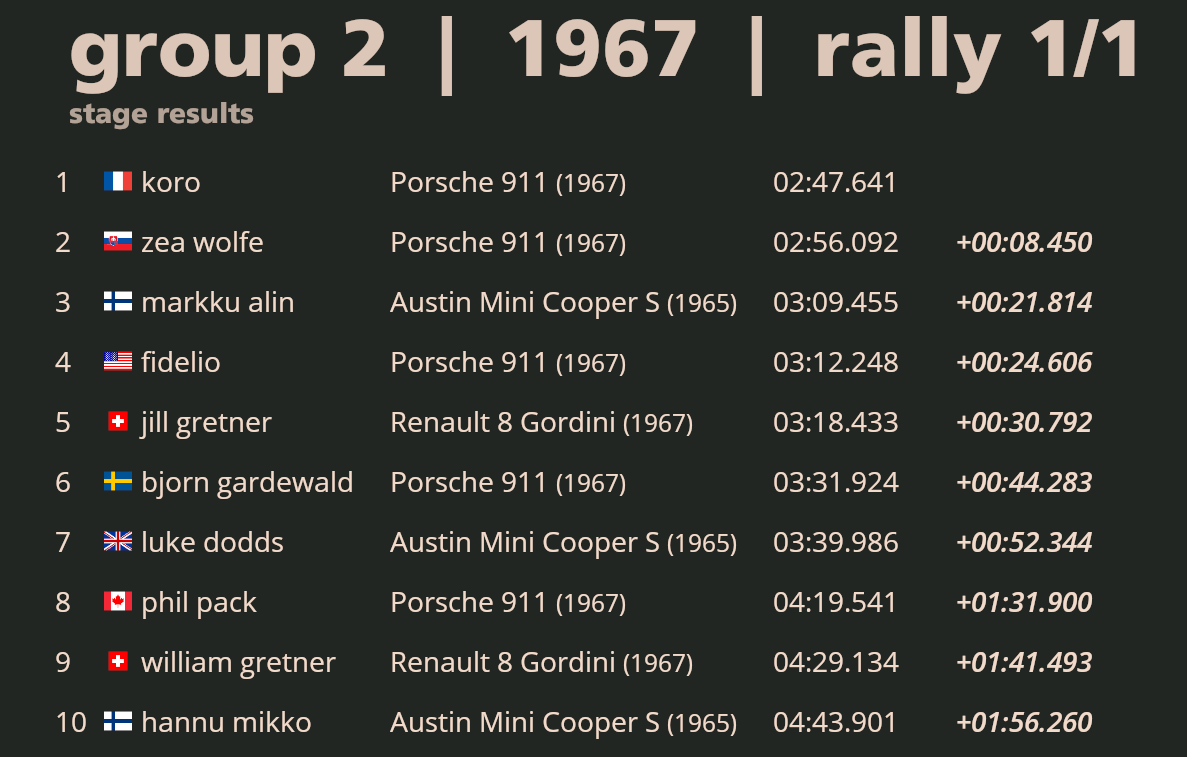 group 2 | 1967 | rally 1/1
stage results
1 koro Porsche 911 (1967) 02:47.641
2 zea wolfe Porsche 911 (1967) 02:56.092 +00:08.450
3 markku alin Austin Mini Cooper S (1965) 03:09.455 +00:21.814
4 fidelio Porsche 911 (1967) 03:12.248 +00:24.606
5 jill gretner Renault 8 Gordini (1967) 03:18.433 +00:30.792
6 bjorn gardewald Porsche 911 (1967) 03:31.924 +00:44.283
7 luke dodds Austin Mini Cooper S (1965) 03:39.986 +00:52.344
8 phil pack Porsche 911 (1967) 04:19.541 +01:31.900
9 william gretner Renault 8 Gordini (1967) 04:29.134 +01:41.493
10 hannu mikko Austin Mini Cooper S (1965) 04:43.901 +01:56.260